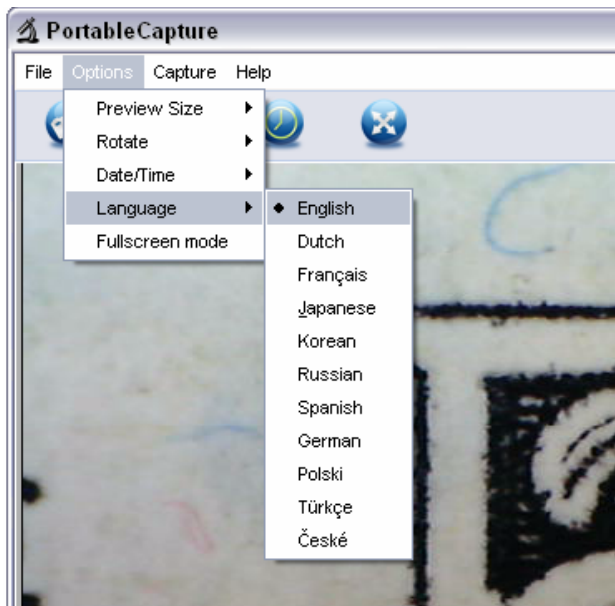 PortableCapture
File Options Capture Help
Preview Size
Rotate
Date/Time
Language
Fullscreen mode
English
Dutch
Français
Japanese
Korean
Russian
Spanish
German
Polski
Türkçe
České